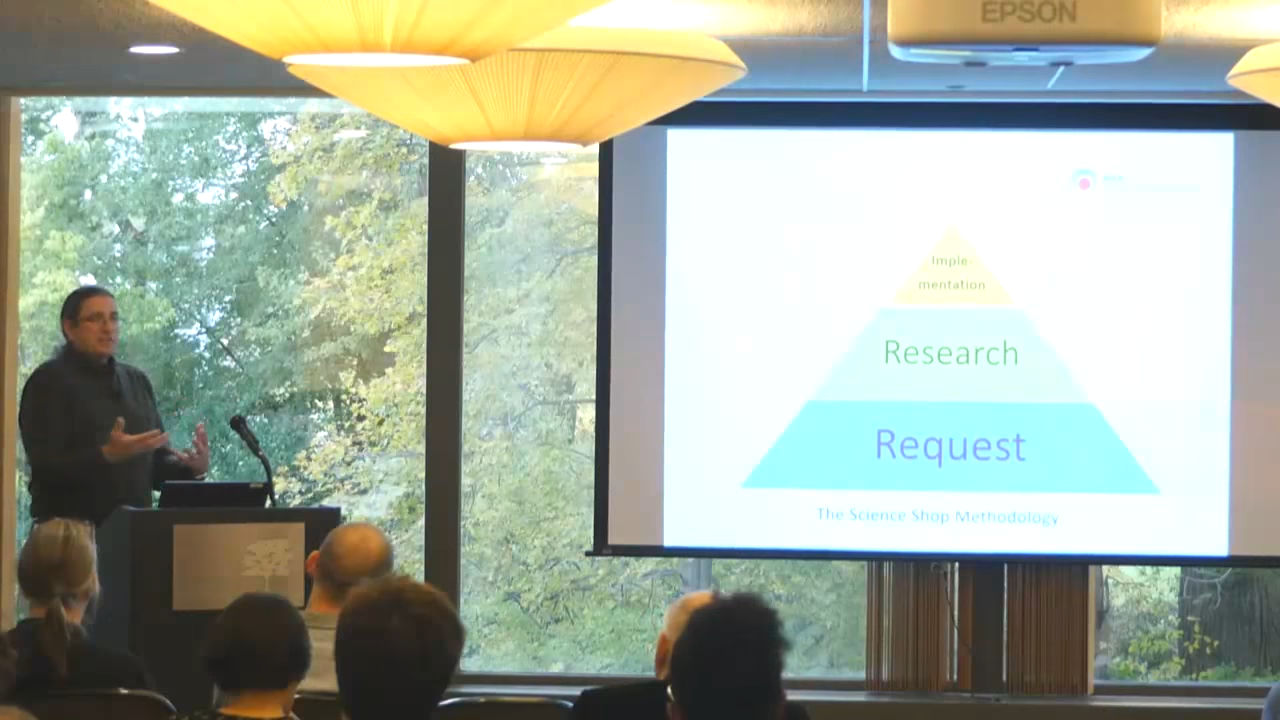 EPSON
Imple-
mentation
Research
Request
The Science Shop Methodology